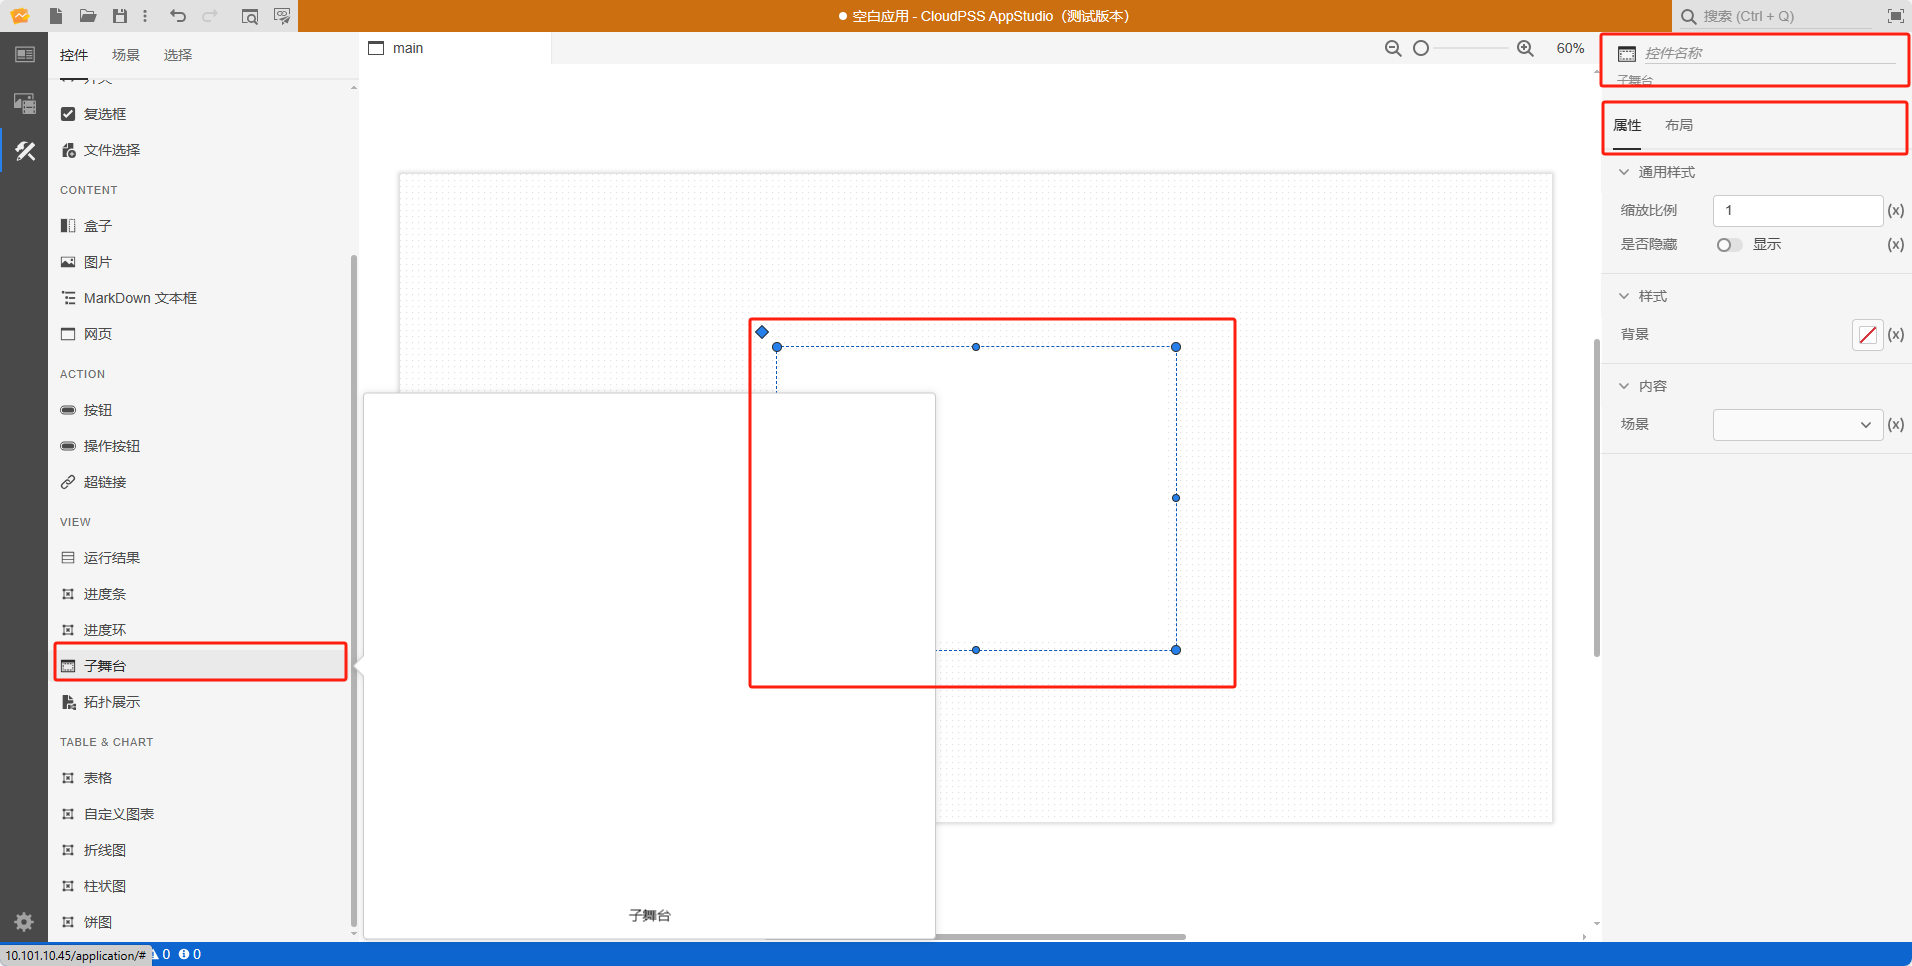 空白应用 - CloudPSS AppStudio（测试版本）
搜索 (Ctrl + Q)
控件
场景
选择
main
60%
控件名称
子舞台
开关
复选框
文件选择
CONTENT
盒子
图片
MarkDown 文本框
网页
ACTION
按钮
操作按钮
超链接
VIEW
运行结果
进度条
进度环
子舞台
拓扑展示
TABLE & CHART
表格
自定义图表
折线图
柱状图
饼图
子舞台
属性
布局
通用样式
缩放比例
1
(x)
是否隐藏
显示
(x)
样式
背景
(x)
内容
场景
(x)
10.101.10.45/application/#
0
0